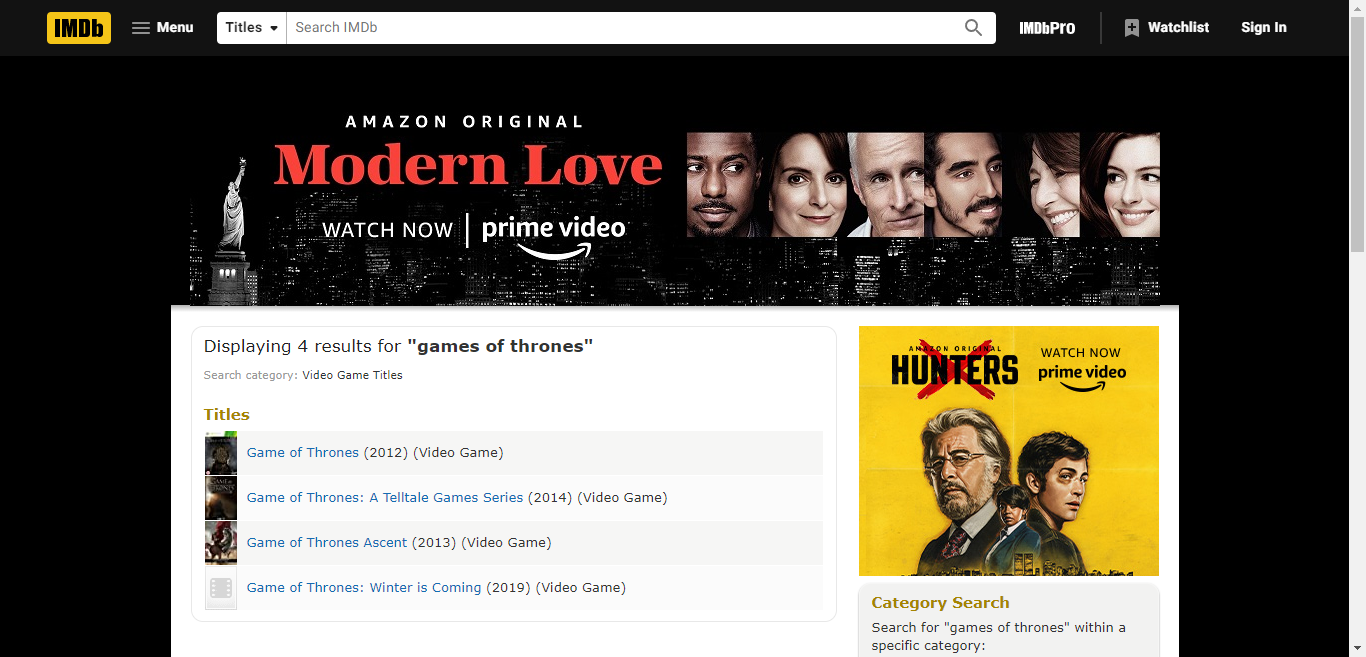 IMDb Menu Titles Search IMDb IMDbPro Watchlist Sign In
AMAZON ORIGINAL
Modern Love
WATCH NOW | prime video
Displaying 4 results for "games of thrones"
Search category: Video Game Titles
Titles
Game of Thrones (2012) (Video Game)
Game of Thrones: A Telltale Games Series (2014) (Video Game)
Game of Thrones Ascent (2013) (Video Game)
Game of Thrones: Winter is Coming (2019) (Video Game)
AMAZON ORIGINAL
HUNTERS
WATCH NOW
prime video
Category Search
Search for "games of thrones" within a
specific category: